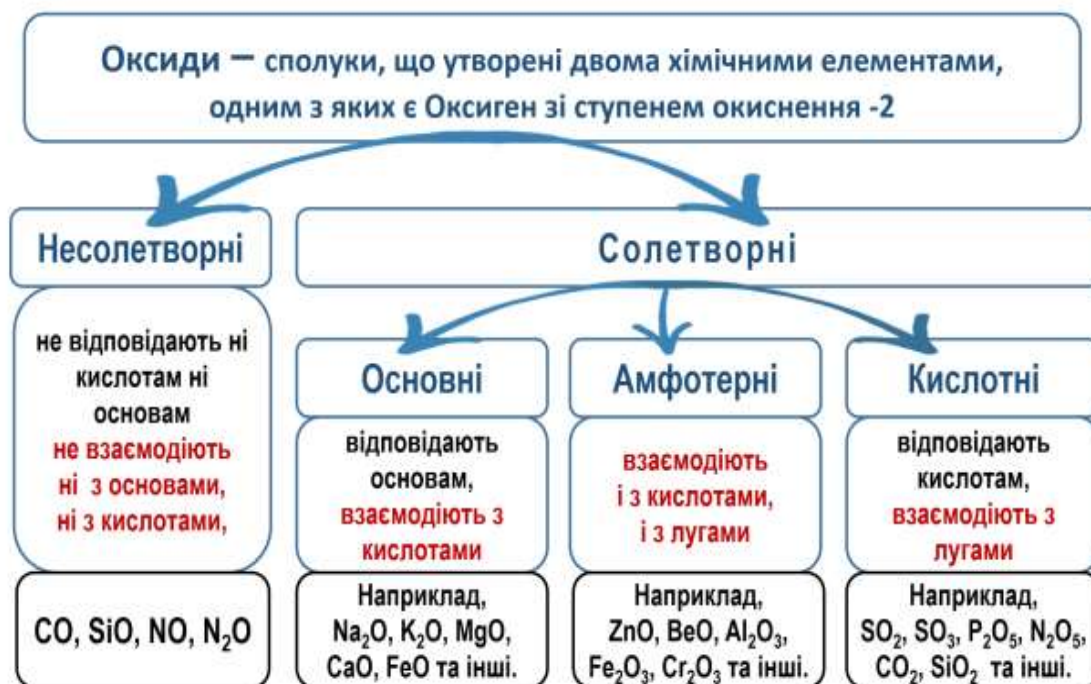 Оксиди – сполуки, що утворені двома хімічними елементами,
одним з яких є Оксиген зі ступенем окиснення -2
Несолетворні
не відповідають ні
кислотам ні
основам
не взаємодіють
ні з основами,
ні з кислотами,
CO, SiO, NO, N₂O
Солетворні
Основні
відповідають
основам,
взаємодіють з
кислотами
Наприклад,
Na₂O, K₂O, MgO,
CaO, FeO та інші.
Амфотерні
взаємодіють
і з кислотами,
і з лугами
Наприклад,
ZnO, BeO, Al₂O₃,
Fe₂O₃, Cr₂O₃ та інші.
Кислотні
відповідають
кислотам,
взаємодіють з
лугами
Наприклад,
SO₂, SO₃, P₂O₅, N₂O₅,
CO₂, SiO₂ та інші.